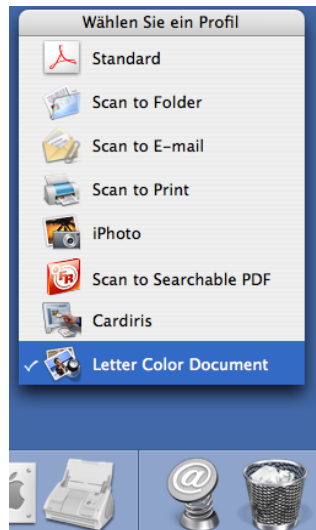 Wählen Sie ein Profil
Standard
Scan to Folder
Scan to E-mail
Scan to Print
iPhoto
Scan to Searchable PDF
Cardiris
Letter Color Document